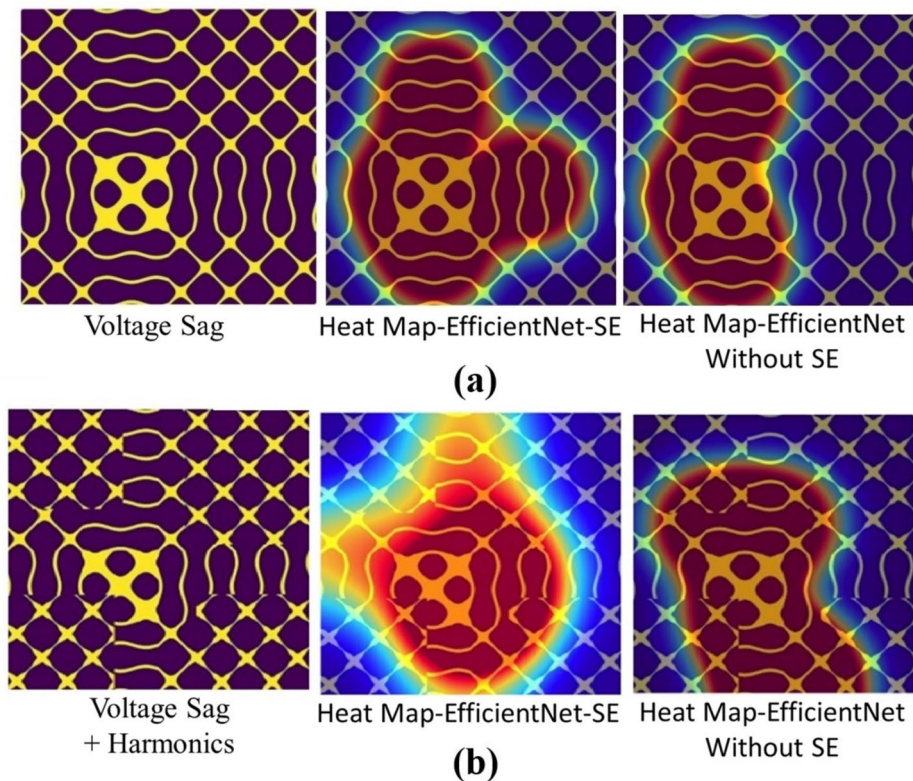 Voltage Sag
Heat Map-EfficientNet-SE
Heat Map-EfficientNet
Without SE
(a)
Voltage Sag
+ Harmonics
Heat Map-EfficientNet-SE
Heat Map-EfficientNet
Without SE
(b)